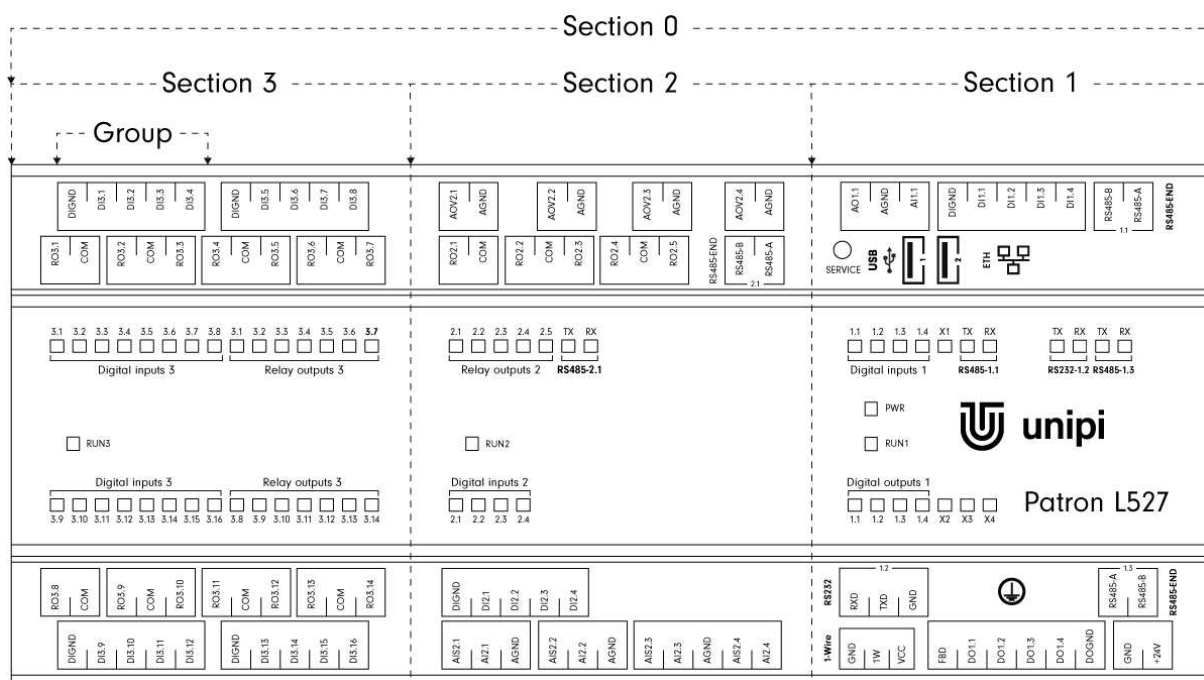 Section 0
Section 3 Section 2 Section 1
Group
DIGND DI3.1 DI3.2 DI3.3 DI3.4 DIGND DI3.5 DI3.6 DI3.7 DI3.8 AOV2.1 AGND AOV2.2 AGND AOV2.3 AGND AOV2.4 AGND AO1.1 AGND AI1.1 DIGND DI1.1 DI1.2 DI1.3 DI1.4 RS485-B RS485-A 1.1 RS485-END
RO3.1 COM RO3.2 COM RO3.3 RO3.4 COM RO3.5 RO3.6 COM RO3.7 RO2.1 COM RO2.2 COM RO2.3 RO2.4 COM RO2.5 RS485-END RS485-B RS485-A 2.1 SERVICE USB 1 2 ETH
3.1 3.2 3.3 3.4 3.5 3.6 3.7 3.8 3.1 3.2 3.3 3.4 3.5 3.6 3.7 2.1 2.2 2.3 2.4 2.5 TX RX 1.1 1.2 1.3 1.4 X1 TX RX TX RX TX RX
Digital inputs 3 Relay outputs 3 Relay outputs 2 RS485-2.1 Digital inputs 1 RS485-1.1 RS232-1.2 RS485-1.3
PWR
RUN3 RUN2 RUN1 unipi
Digital inputs 3 Relay outputs 3 Digital inputs 2 Digital outputs 1
3.9 3.10 3.11 3.12 3.13 3.14 3.15 3.16 3.8 3.9 3.10 3.11 3.12 3.13 3.14 2.1 2.2 2.3 2.4 1.1 1.2 1.3 1.4 X2 X3 X4 Patron L527
RO3.8 COM RO3.9 COM RO3.10 RO3.11 COM RO3.12 RO3.13 COM RO3.14 DIGND DI2.1 DI2.2 DI2.3 DI2.4 RS232 1.2 RXD TXD GND 1.3 RS485-A RS485-B RS485-END
DIGND DI3.9 DI3.10 DI3.11 DI3.12 DIGND DI3.13 DI3.14 DI3.15 DI3.16 AIS2.1 AI2.1 AGND AIS2.2 AI2.2 AGND AIS2.3 AI2.3 AGND AIS2.4 AI2.4 1-Wire GND 1W VCC FBD DO1.1 DO1.2 DO1.3 DO1.4 DOGND GND +24V